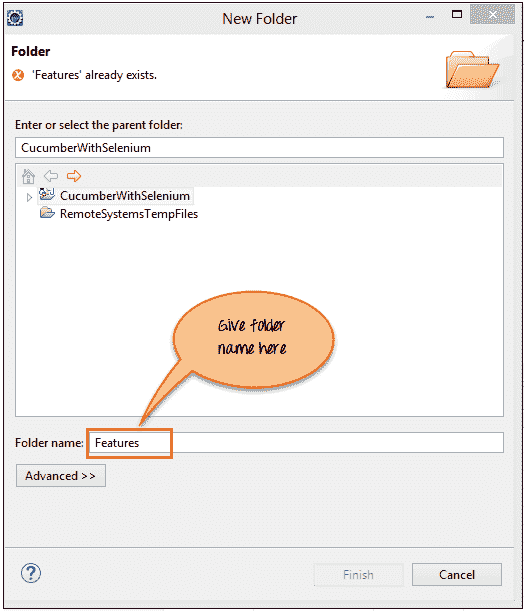 New Folder
Folder
'Features' already exists.
Enter or select the parent folder:
CucumberWithSelenium
CucumberWithSelenium
RemoteSystemsTempFiles
Give folder
name here
Folder name: Features
Advanced >>
?
Finish
Cancel